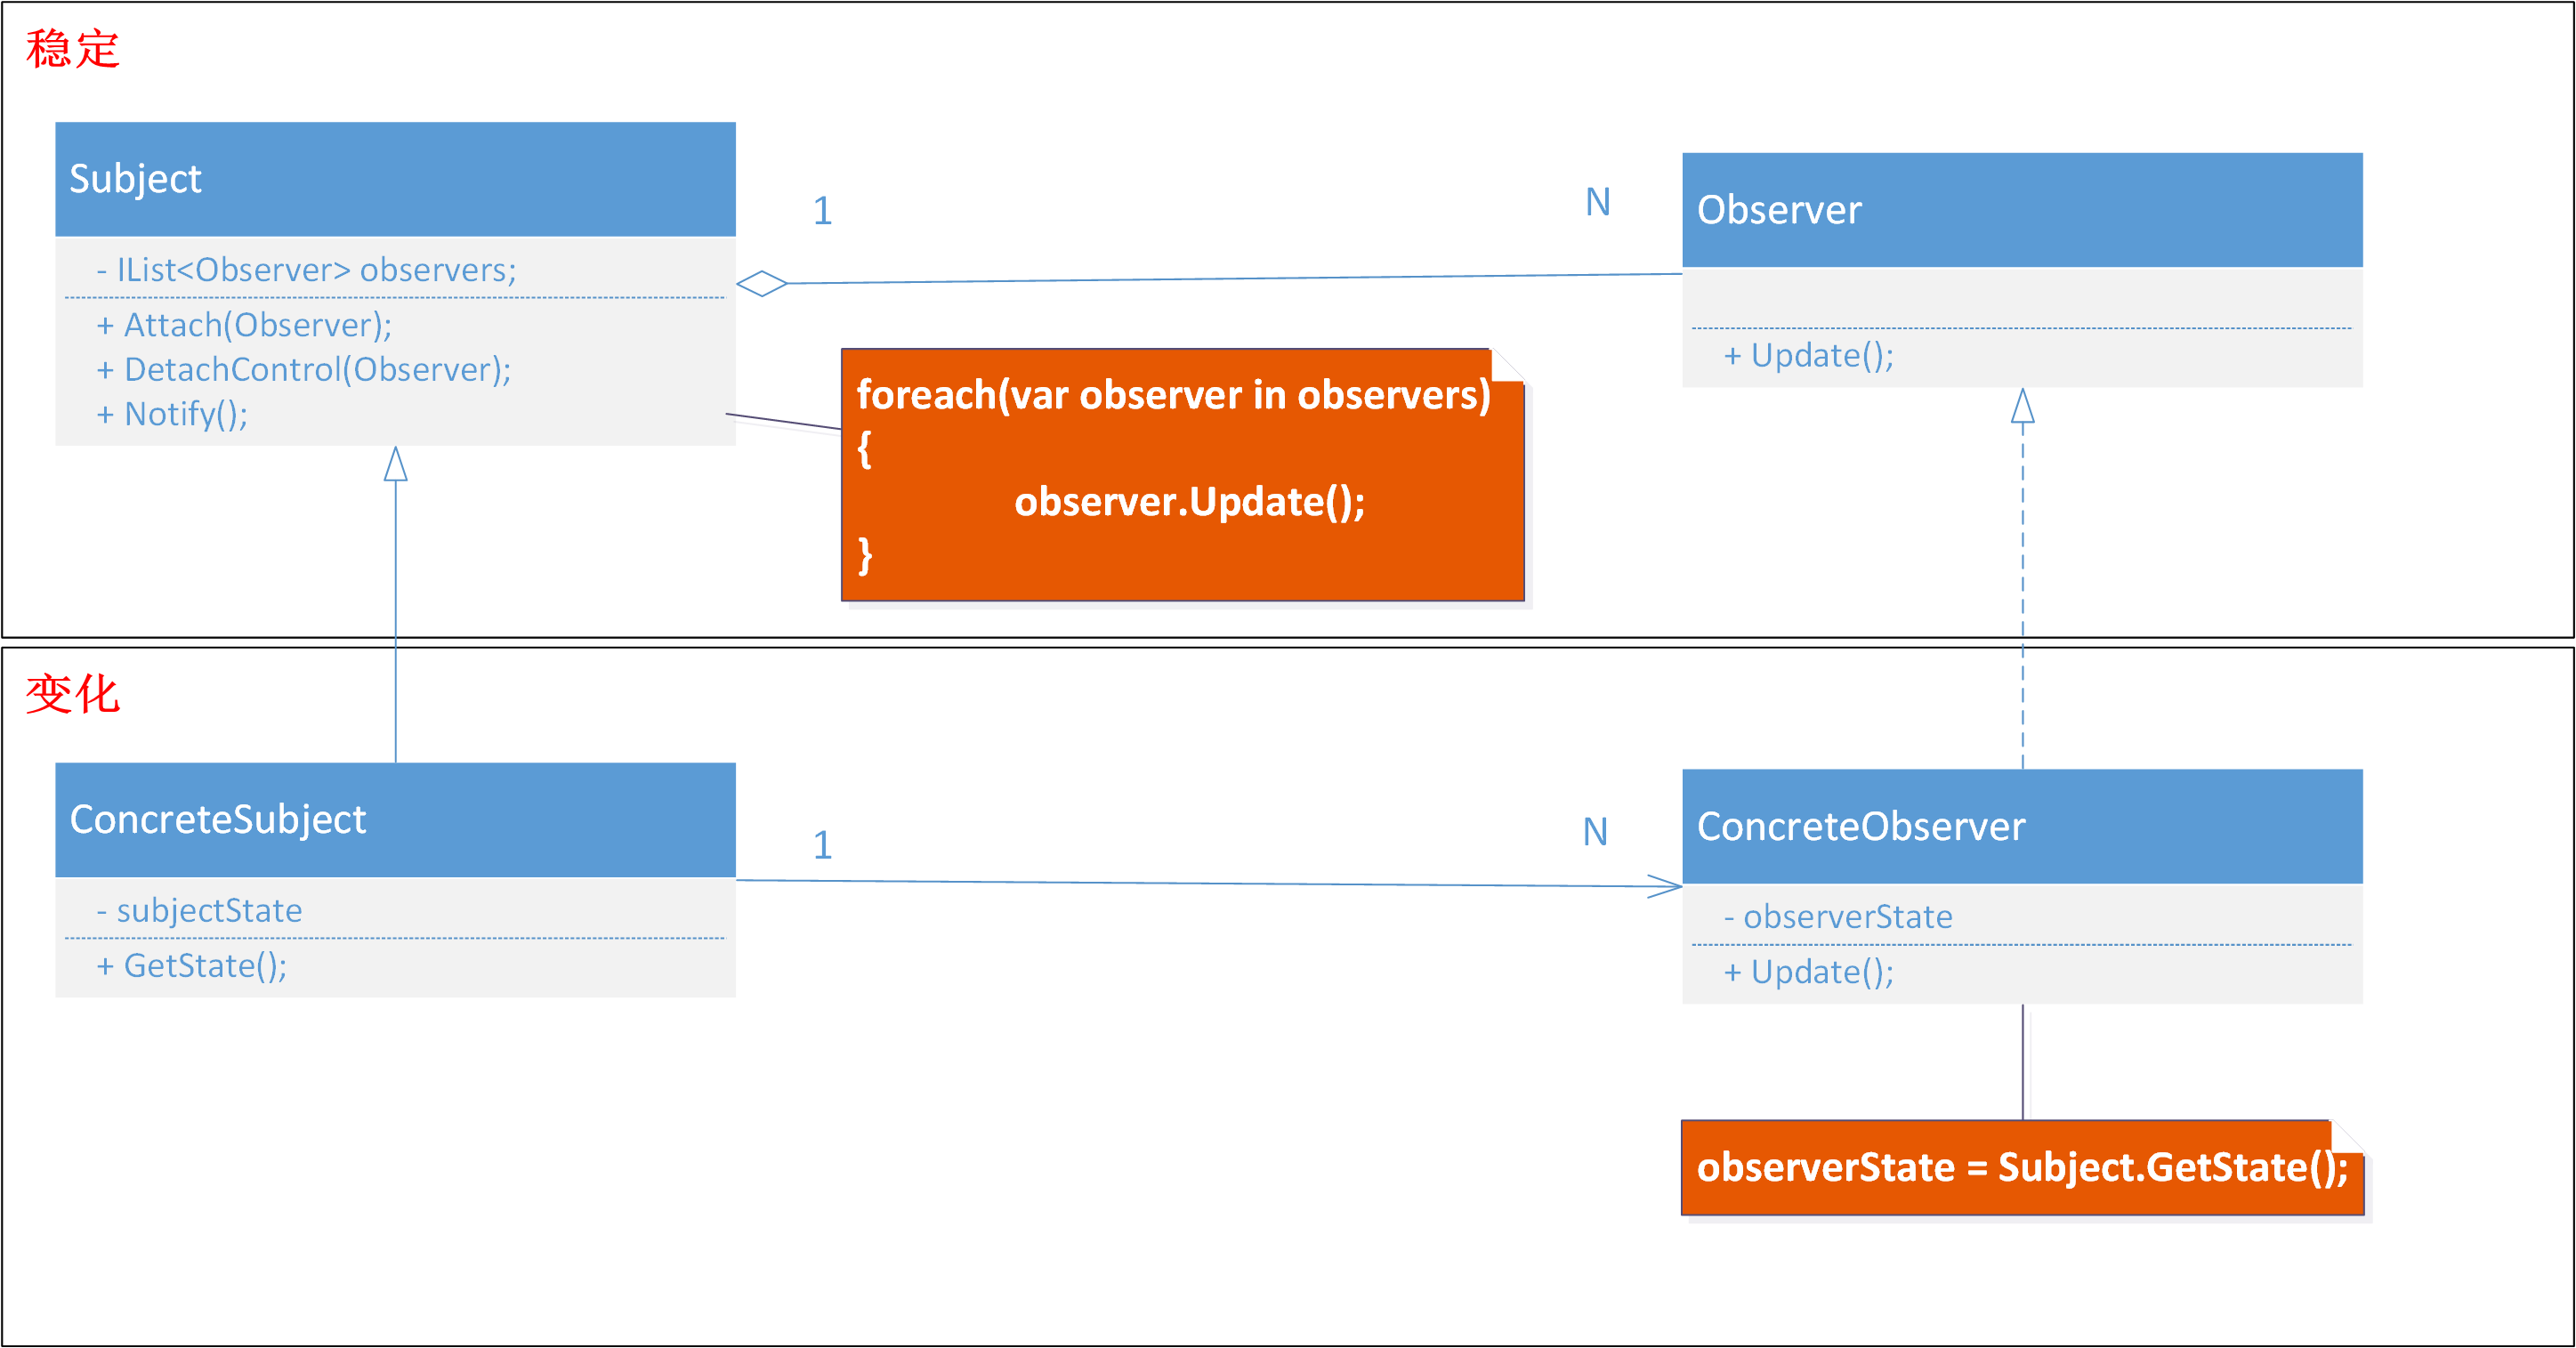 稳定
Subject
- IList<Observer> observers;
+ Attach(Observer);
+ DetachControl(Observer);
+ Notify();
1
N
Observer
+ Update();
foreach(var observer in observers)
{
observer.Update();
}
变化
ConcreteSubject
- subjectState
+ GetState();
1
N
ConcreteObserver
- observerState
+ Update();
observerState = Subject.GetState();